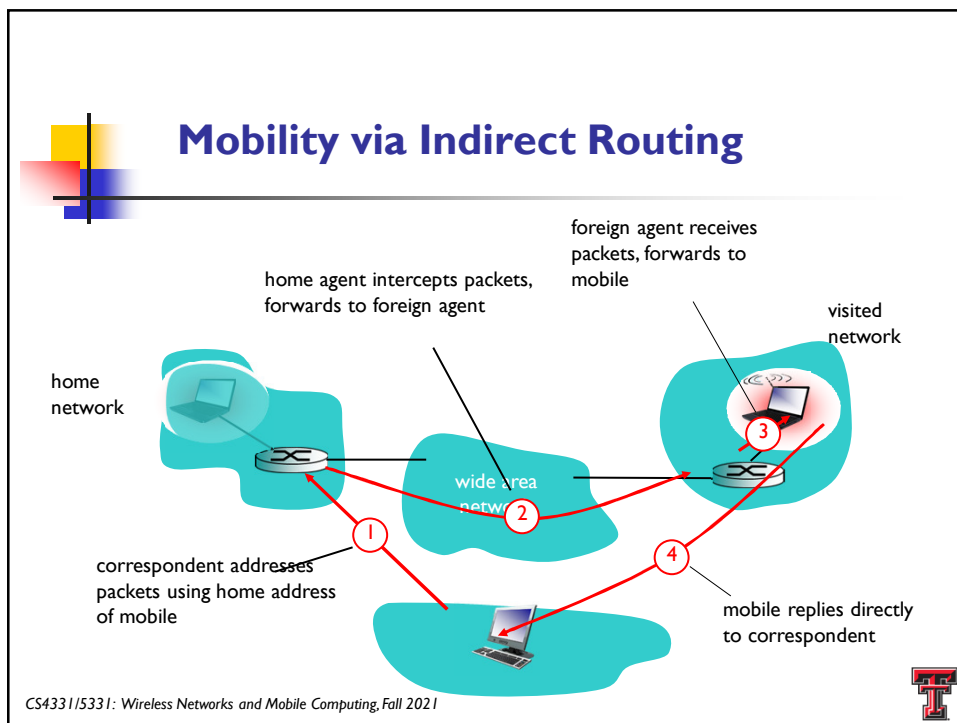 Mobility via Indirect Routing
foreign agent receives
packets, forwards to
mobile
home agent intercepts packets,
forwards to foreign agent
visited
network
home
network
3
wide area
network
2
1
4
correspondent addresses
packets using home address
of mobile
mobile replies directly
to correspondent
CS4331/5331: Wireless Networks and Mobile Computing, Fall 2021